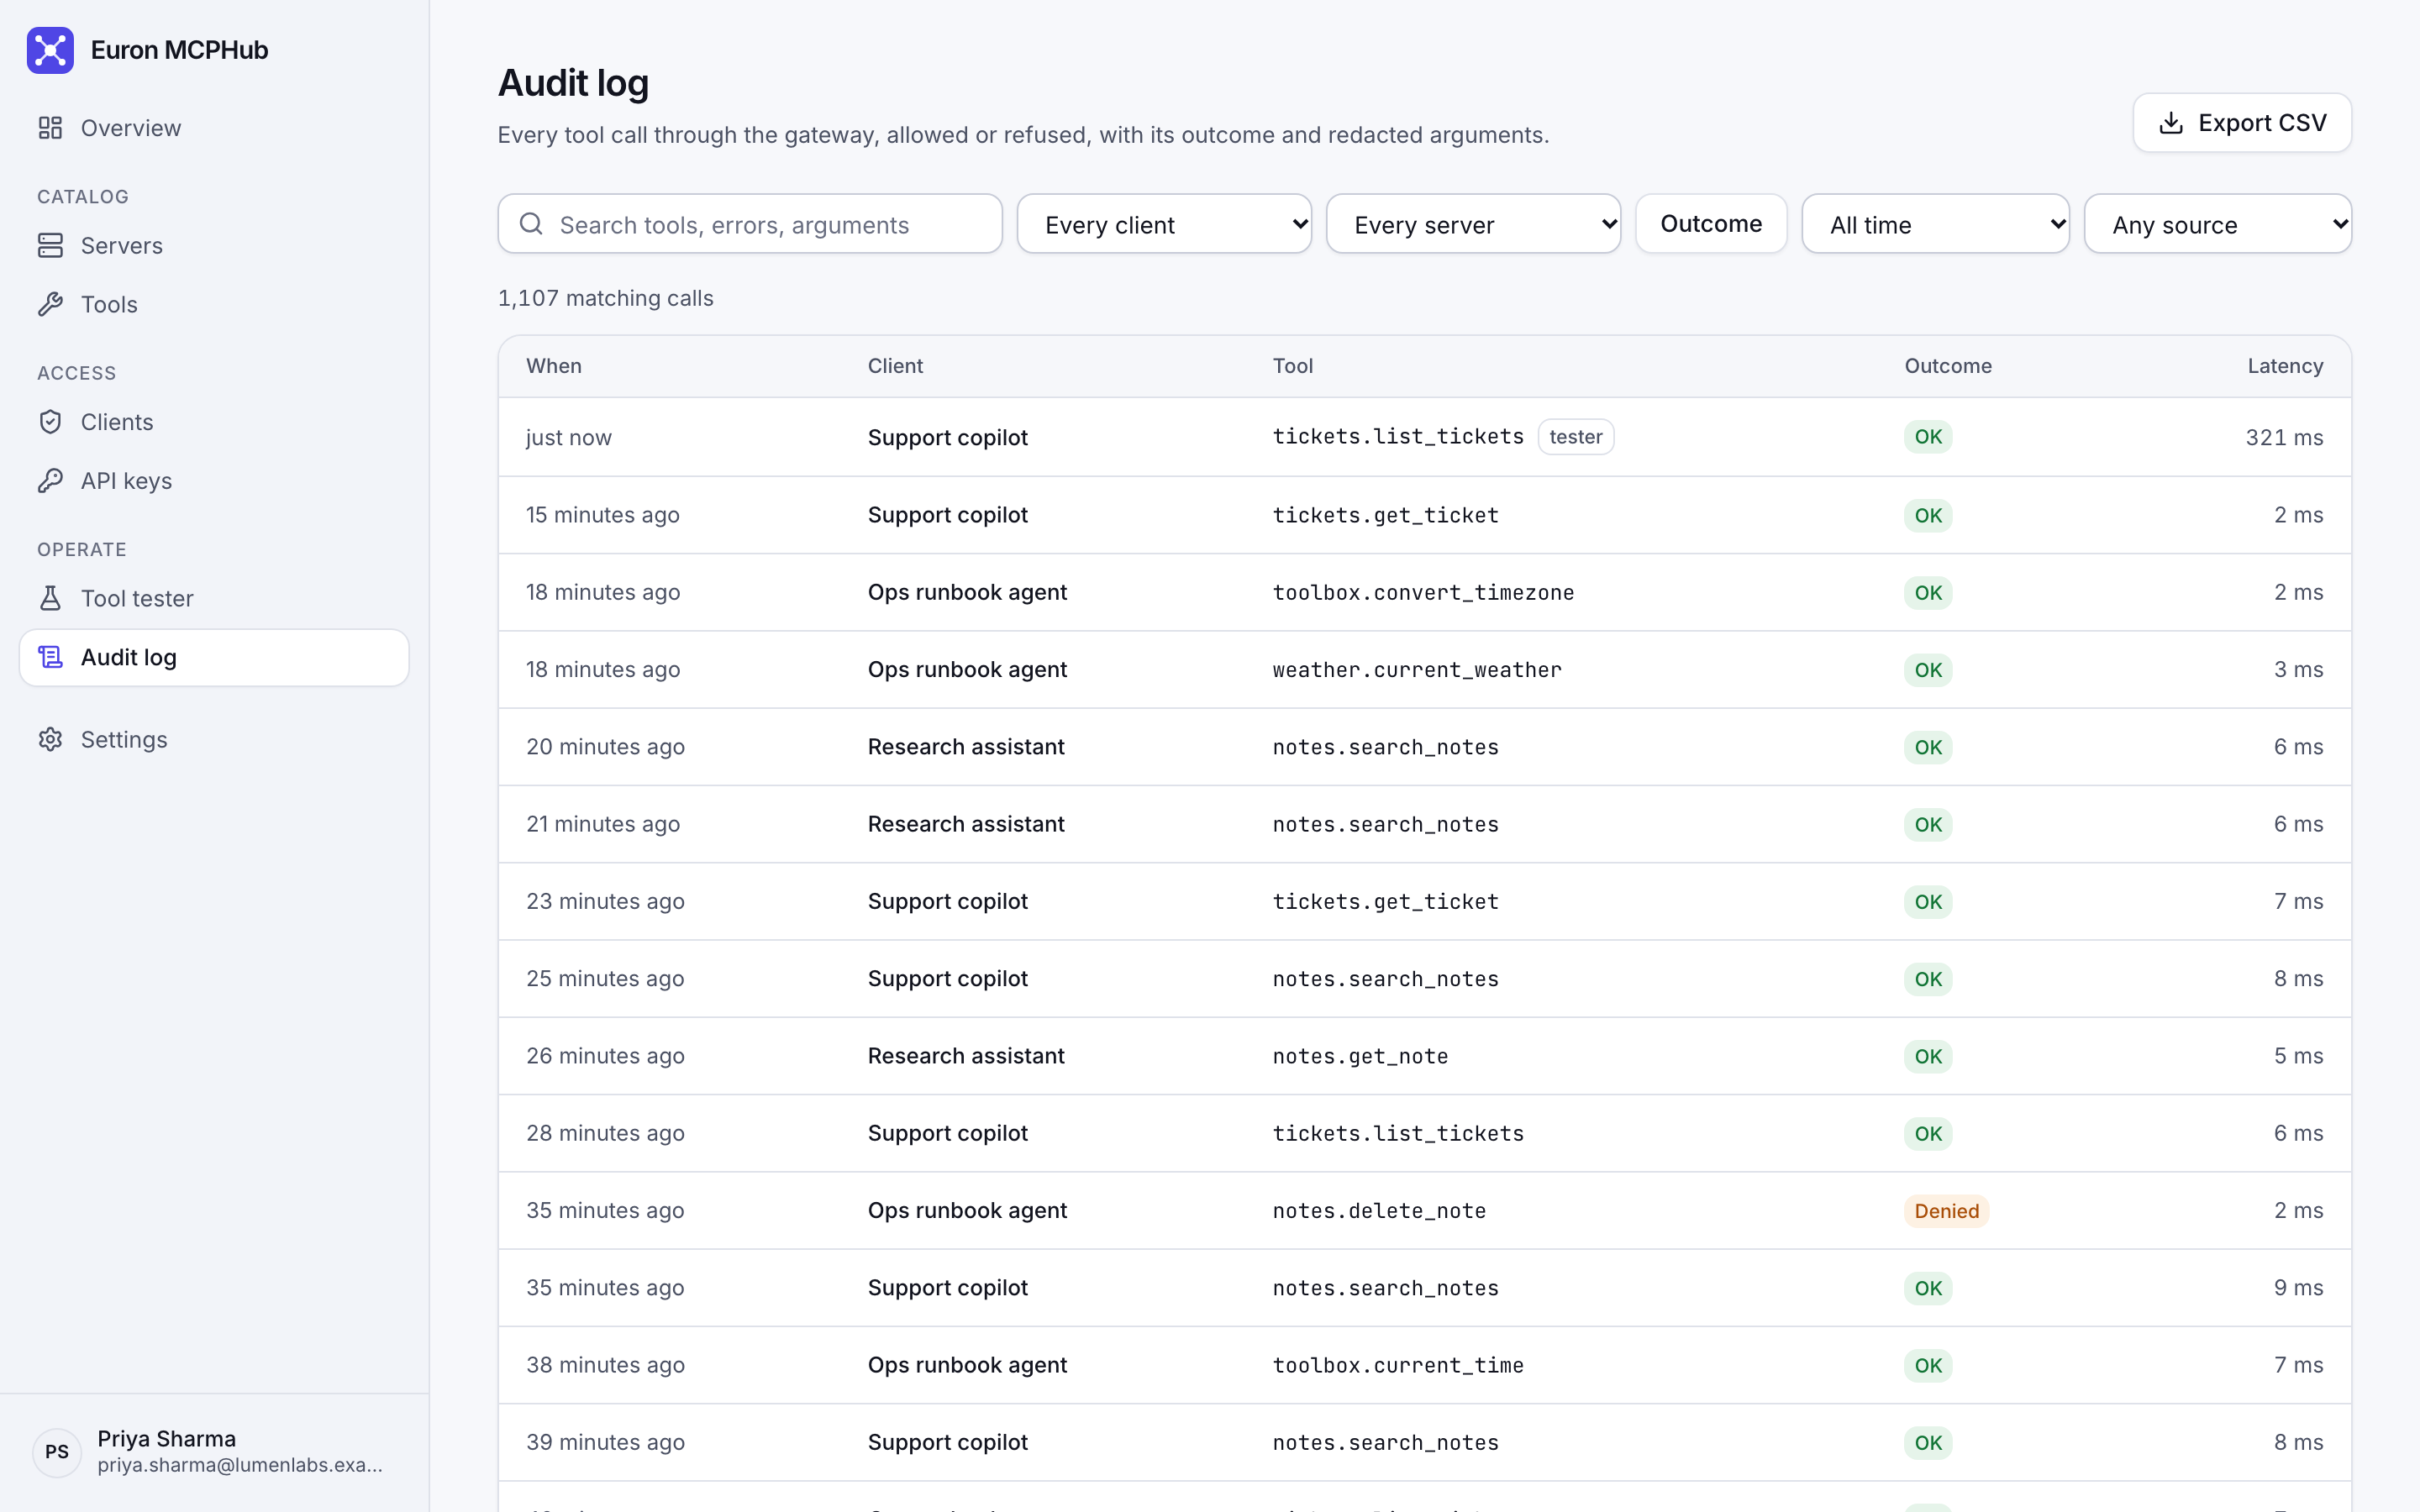 Euron MCPHub
Overview
CATALOG
Servers
Tools
ACCESS
Clients
API keys
OPERATE
Tool tester
Audit log
Settings
PS
Priya Sharma
priya.sharma@lumenlabs.exa...
Audit log
Every tool call through the gateway, allowed or refused, with its outcome and redacted arguments.
Export CSV
Search tools, errors, arguments
Every client
Every server
Outcome
All time
Any source
1,107 matching calls
When Client Tool Outcome Latency
just now Support copilot tickets.list_tickets tester OK 321 ms
15 minutes ago Support copilot tickets.get_ticket OK 2 ms
18 minutes ago Ops runbook agent toolbox.convert_timezone OK 2 ms
18 minutes ago Ops runbook agent weather.current_weather OK 3 ms
20 minutes ago Research assistant notes.search_notes OK 6 ms
21 minutes ago Research assistant notes.search_notes OK 6 ms
23 minutes ago Support copilot tickets.get_ticket OK 7 ms
25 minutes ago Support copilot notes.search_notes OK 8 ms
26 minutes ago Research assistant notes.get_note OK 5 ms
28 minutes ago Support copilot tickets.list_tickets OK 6 ms
35 minutes ago Ops runbook agent notes.delete_note Denied 2 ms
35 minutes ago Support copilot notes.search_notes OK 9 ms
38 minutes ago Ops runbook agent toolbox.current_time OK 7 ms
39 minutes ago Support copilot notes.search_notes OK 8 ms